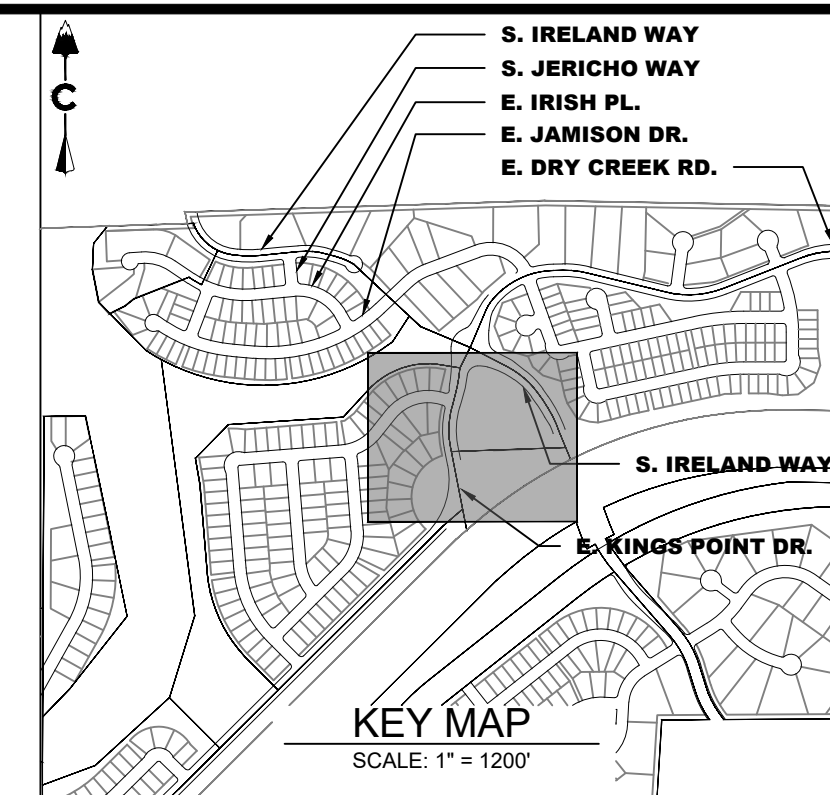 S. IRELAND WAY
S. JERICHO WAY
E. IRISH PL.
E. JAMISON DR.
E. DRY CREEK RD.
C
S. IRELAND WAY
E. KINGS POINT DR.
KEY MAP
SCALE: 1" = 1200'